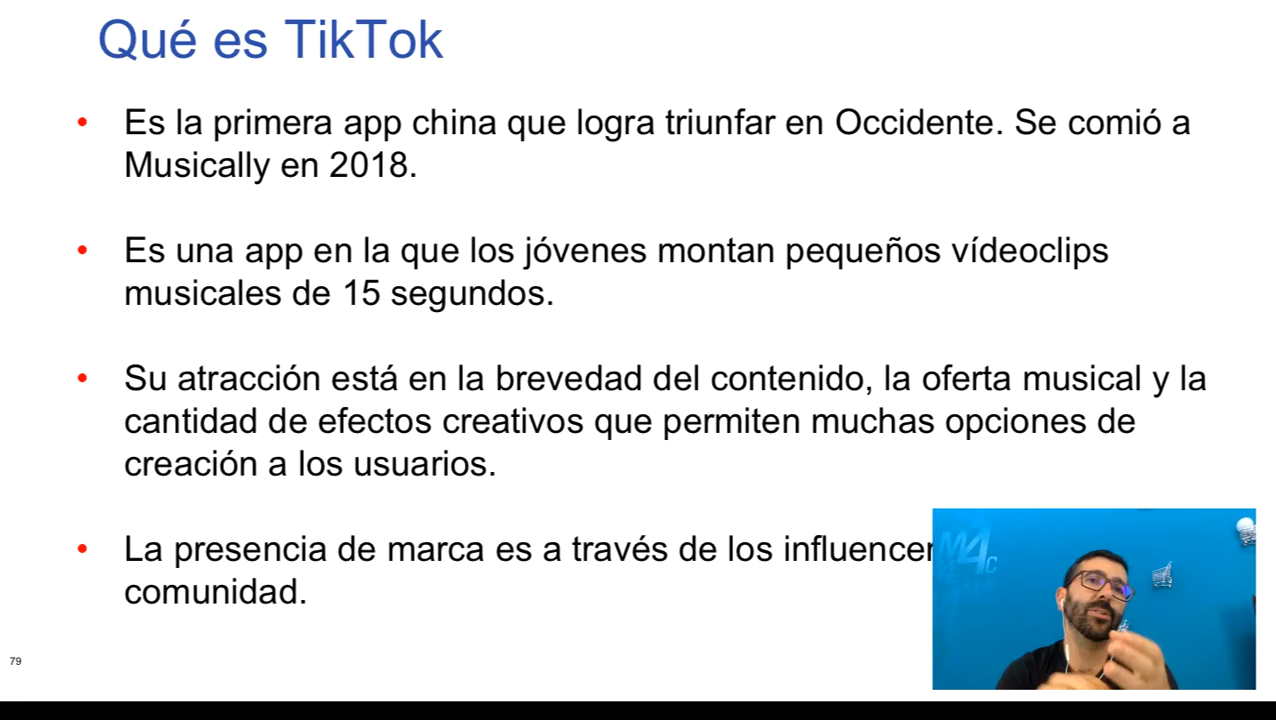 Qué es TikTok
• Es la primera app china que logra triunfar en Occidente. Se comió a
Musically en 2018.
• Es una app en la que los jóvenes montan pequeños vídeoclips
musicales de 15 segundos.
• Su atracción está en la brevedad del contenido, la oferta musical y la
cantidad de efectos creativos que permiten muchas opciones de
creación a los usuarios.
• La presencia de marca es a través de los
comunidad.
M4c
79